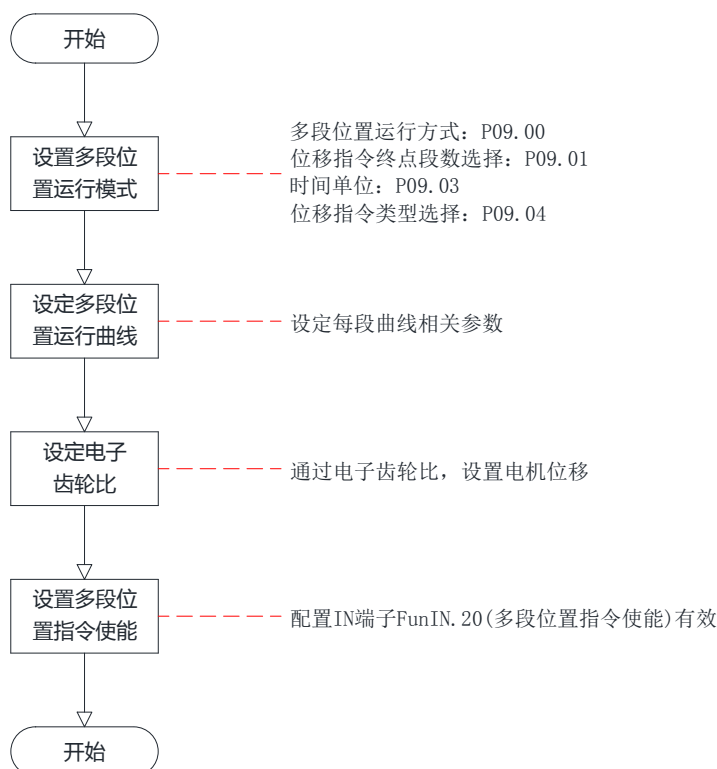 开始
设置多段位
置运行模式
多段位置运行方式：P09.00
位移指令终点段数选择：P09.01
时间单位：P09.03
位移指令类型选择：P09.04
设定多段位
置运行曲线
设定每段曲线相关参数
设定电子
齿轮比
通过电子齿轮比，设置电机位移
设置多段位
置指令使能
配置IN端子FunIN.20(多段位置指令使能)有效
开始